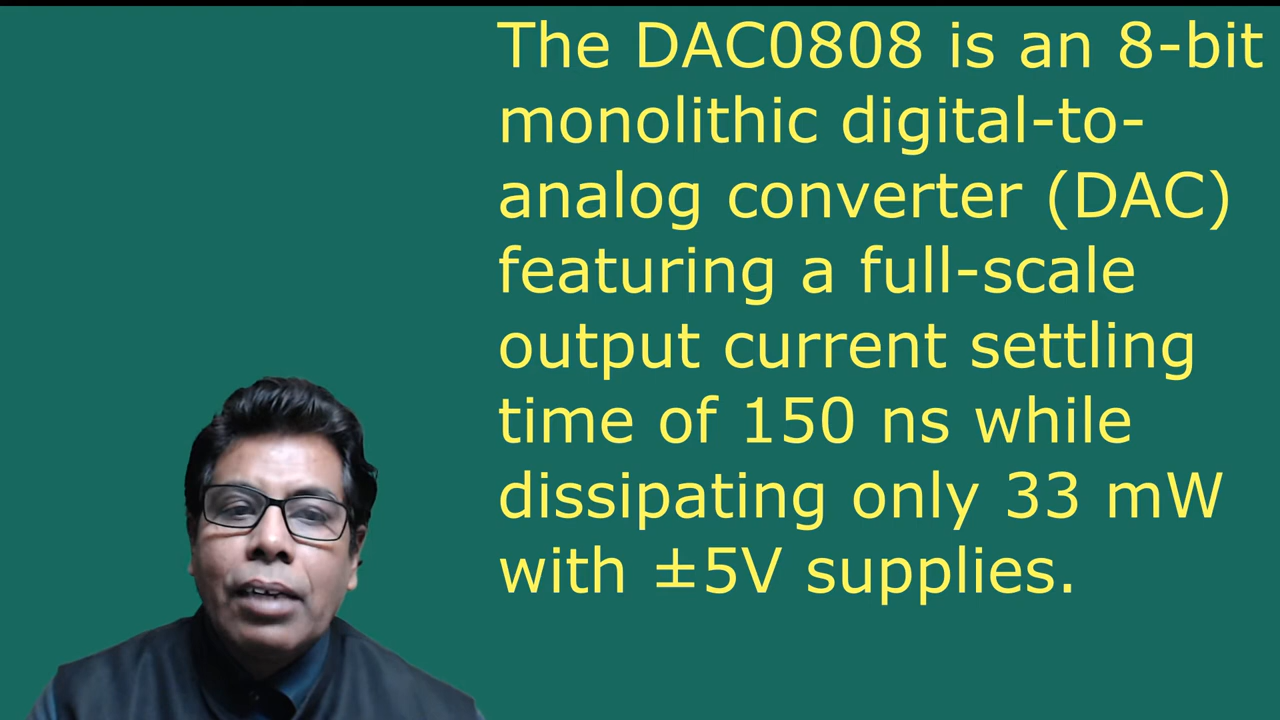 The DAC0808 is an 8-bit
monolithic digital-to-
analog converter (DAC)
featuring a full-scale
output current settling
time of 150 ns while
dissipating only 33 mW
with ±5V supplies.